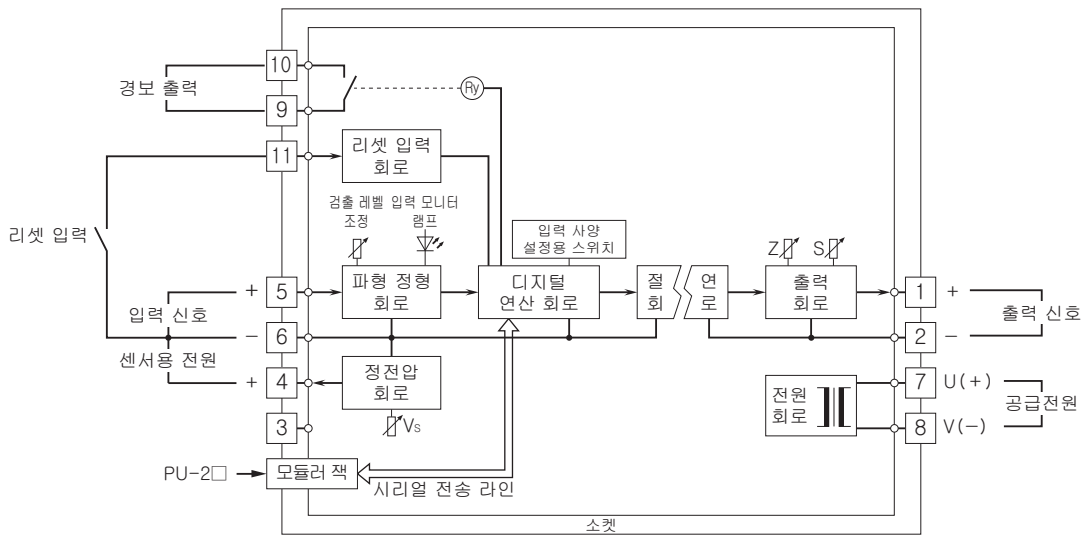 10
경보 출력
Ry
9
11
리셋 입력
회로
검출 레벨
조정
입력 모니터
램프
입력 사양
설정용 스위치
리셋 입력
Z
S
+
5
파형 정형
회로
디지털
연산 회로
절 연
회 로
출력
회로
1
+
입력 신호
출력 신호
−
6
2
−
센서용 전원
+
4
정전압
회로
전원
회로
7
U(+)
공급전원
3
Vs
8
V(−)
PU-2□
모듈러 잭
시리얼 전송 라인
소켓